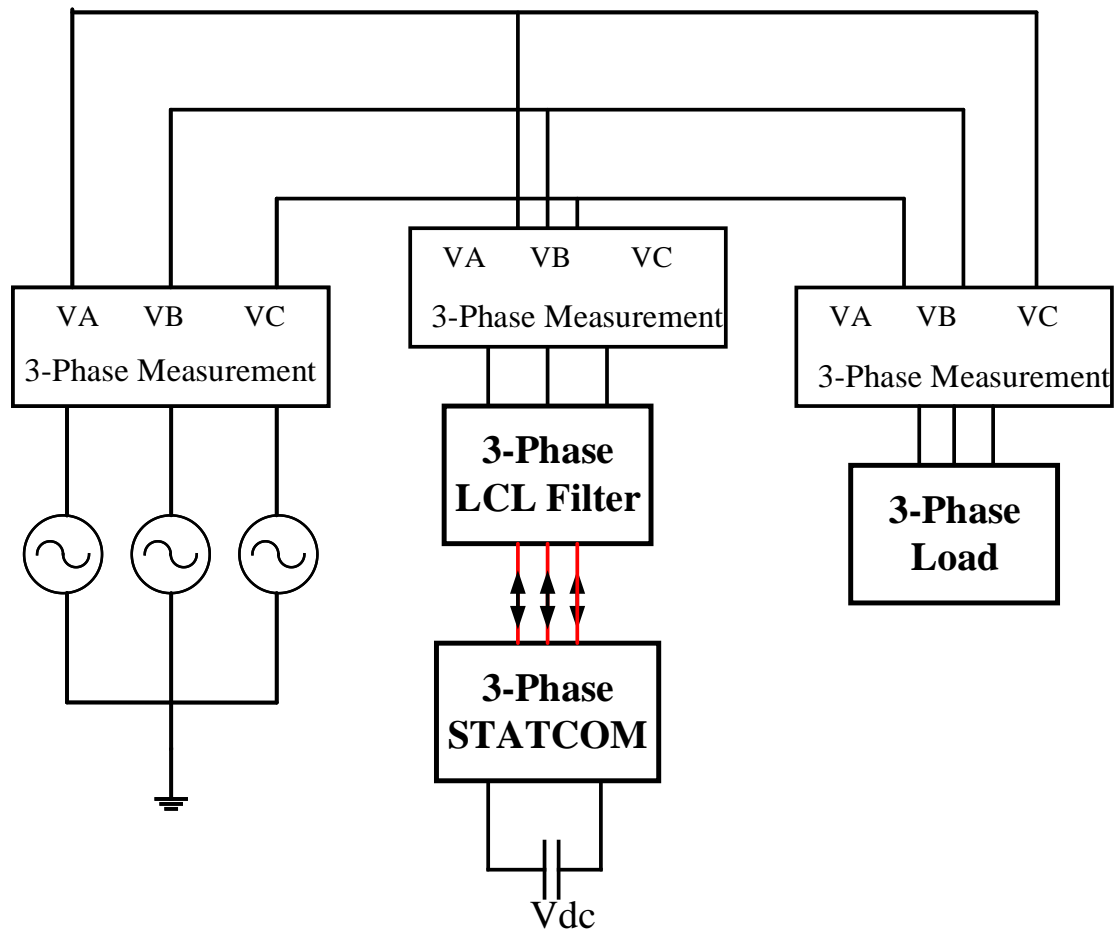 VA VB VC
3-Phase Measurement
VA VB VC
3-Phase Measurement
VA VB VC
3-Phase Measurement
3-Phase
LCL Filter
3-Phase
Load
3-Phase
STATCOM
Vdc